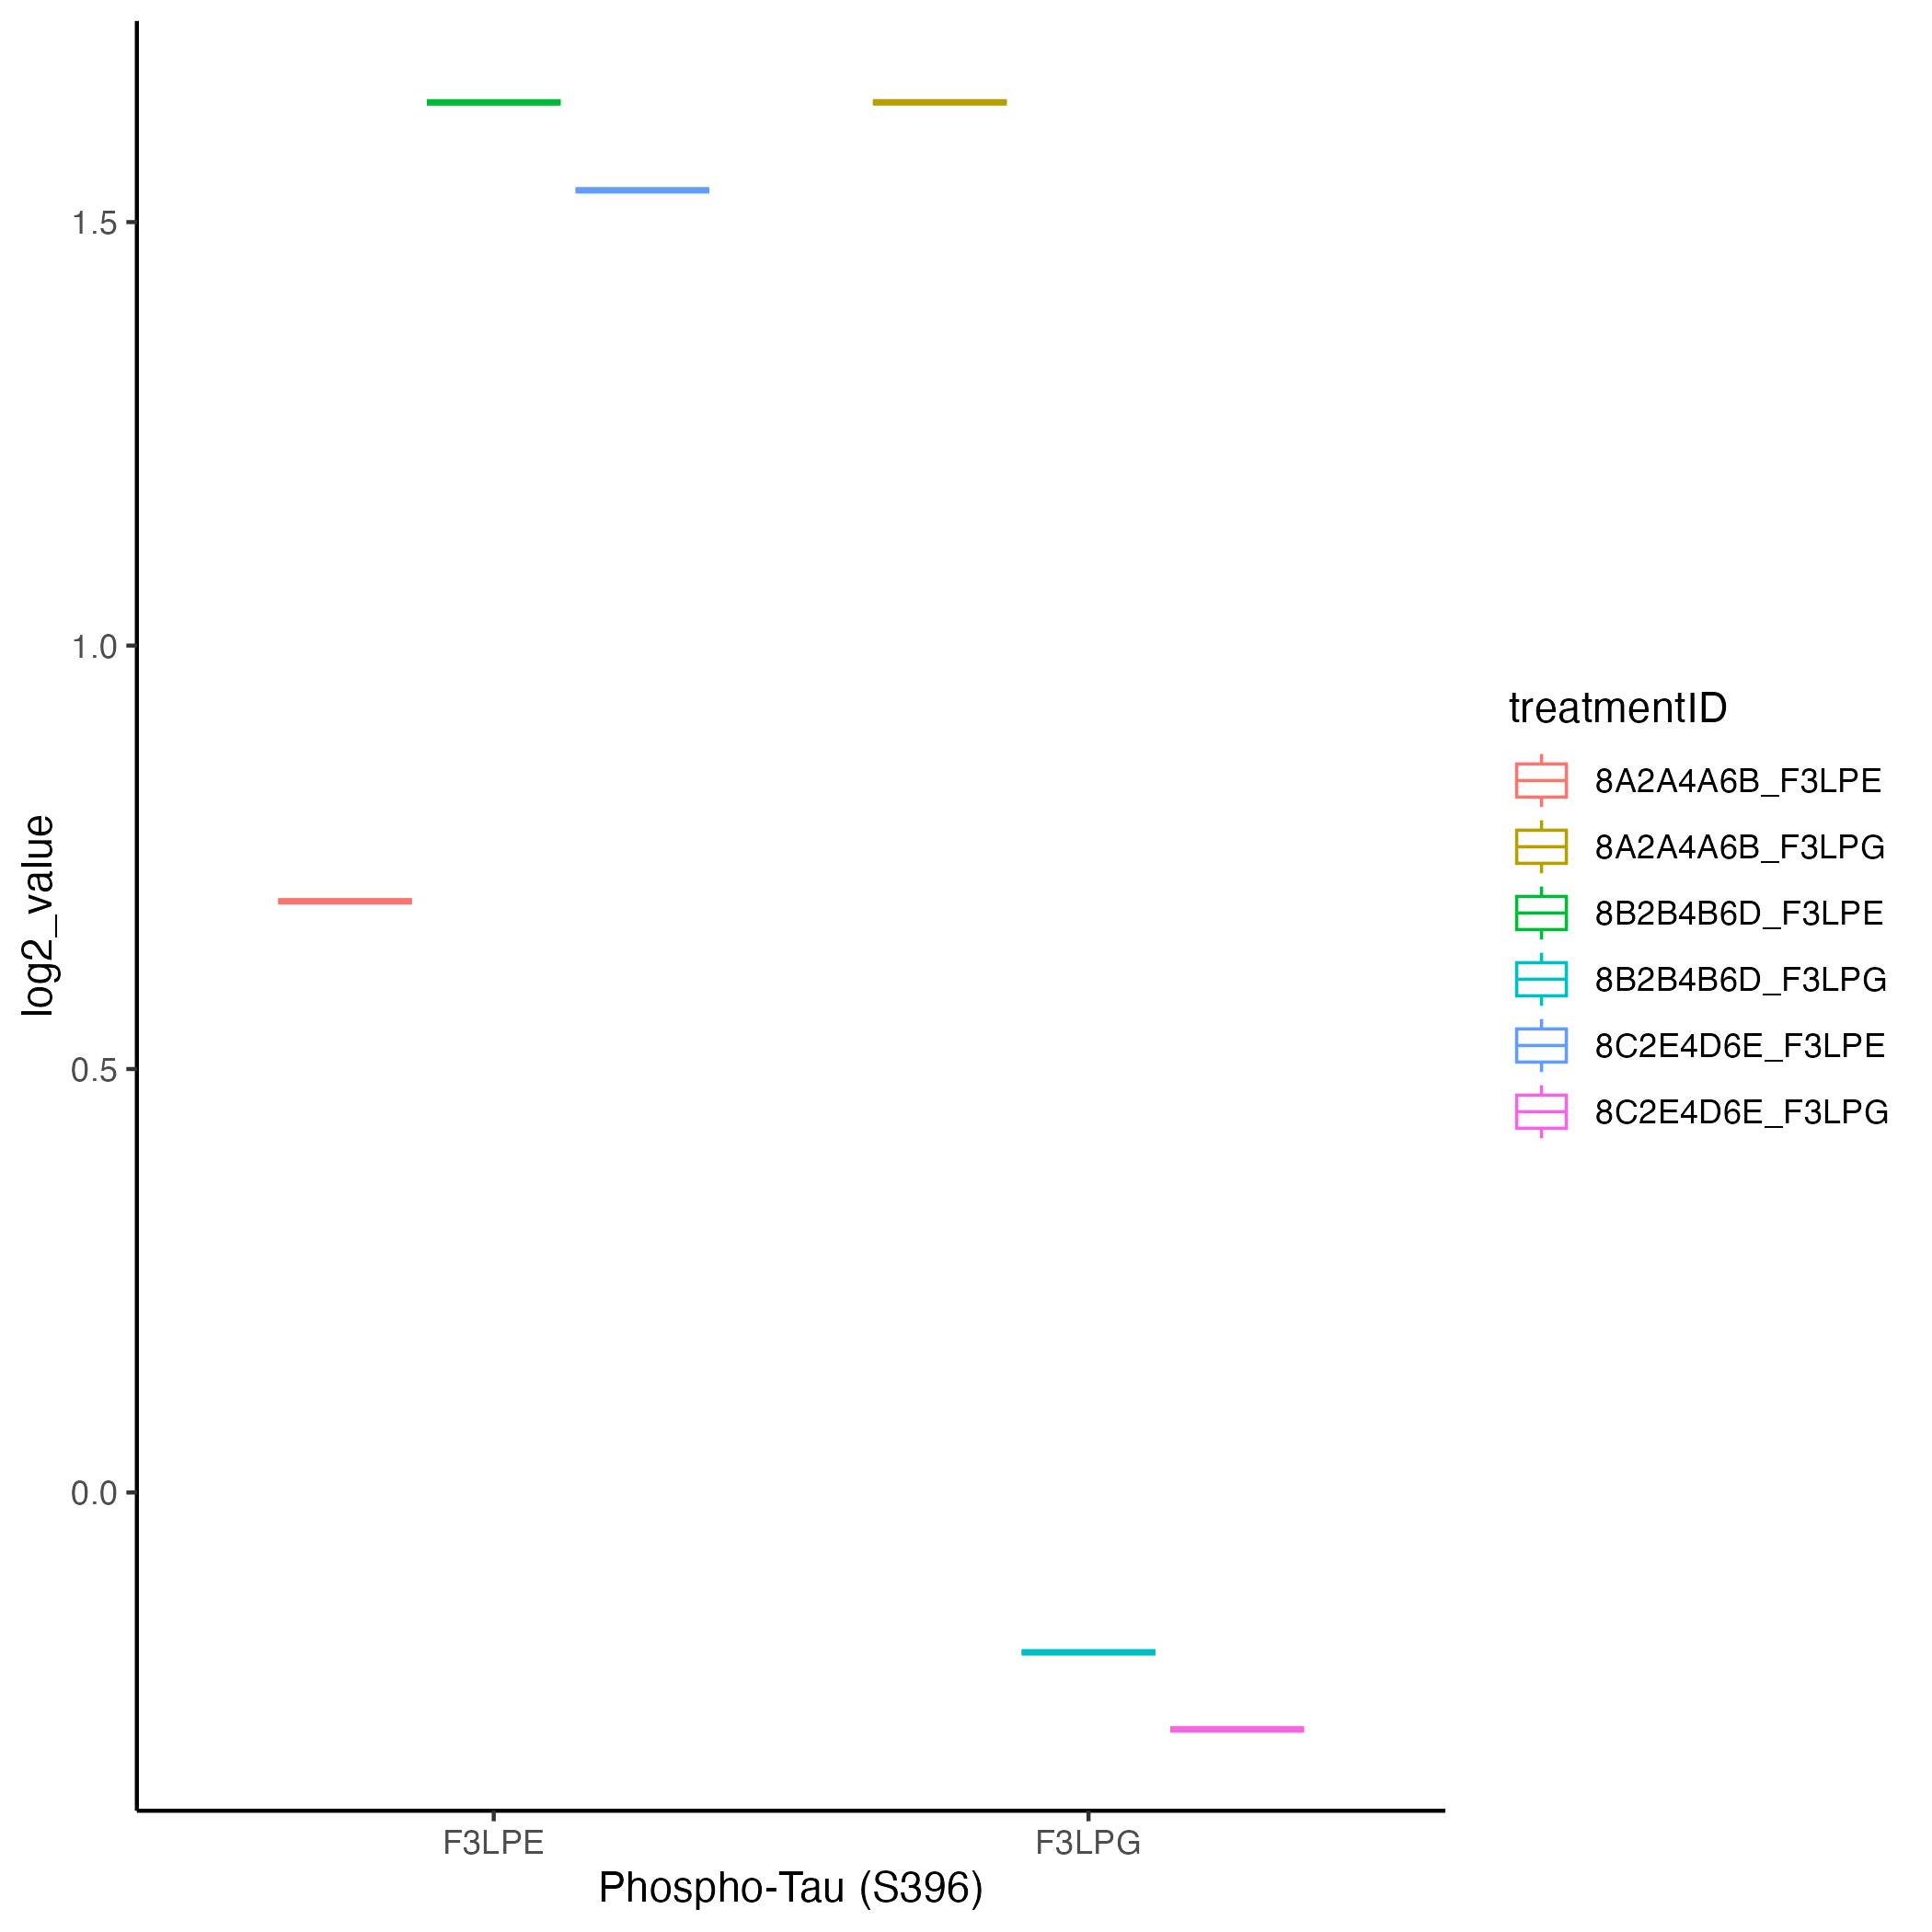 log2_value
1.5
1.0
0.5
0.0
F3LPE
F3LPG
Phospho-Tau (S396)
treatmentID
8A2A4A6B_F3LPE
8A2A4A6B_F3LPG
8B2B4B6D_F3LPE
8B2B4B6D_F3LPG
8C2E4D6E_F3LPE
8C2E4D6E_F3LPG